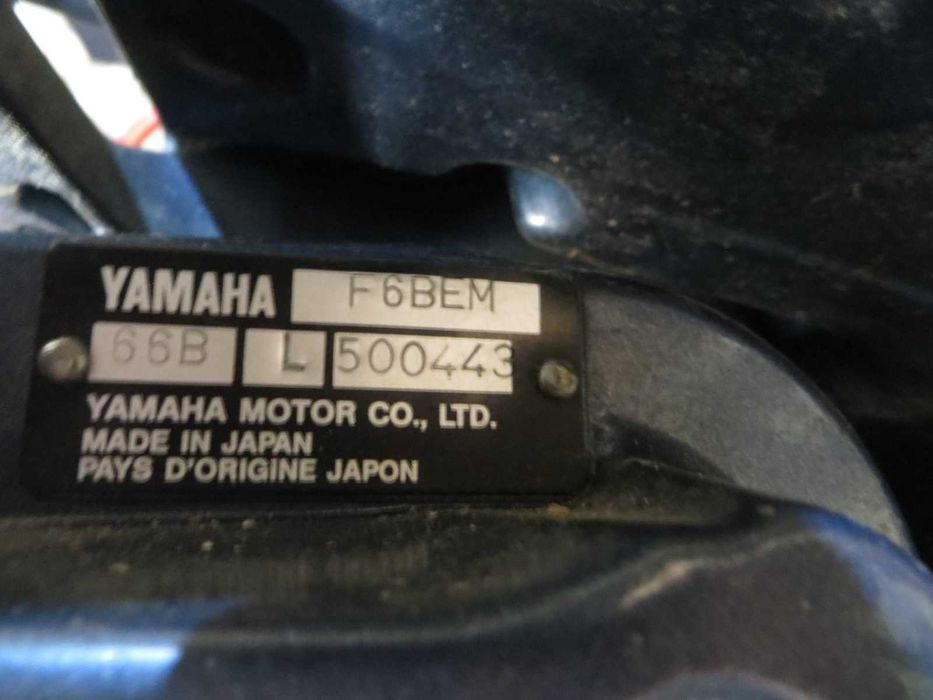 YAMAHA F6BEM
66B L 500443
YAMAHA MOTOR CO., LTD.
MADE IN JAPAN
PAYS D'ORIGINE JAPON